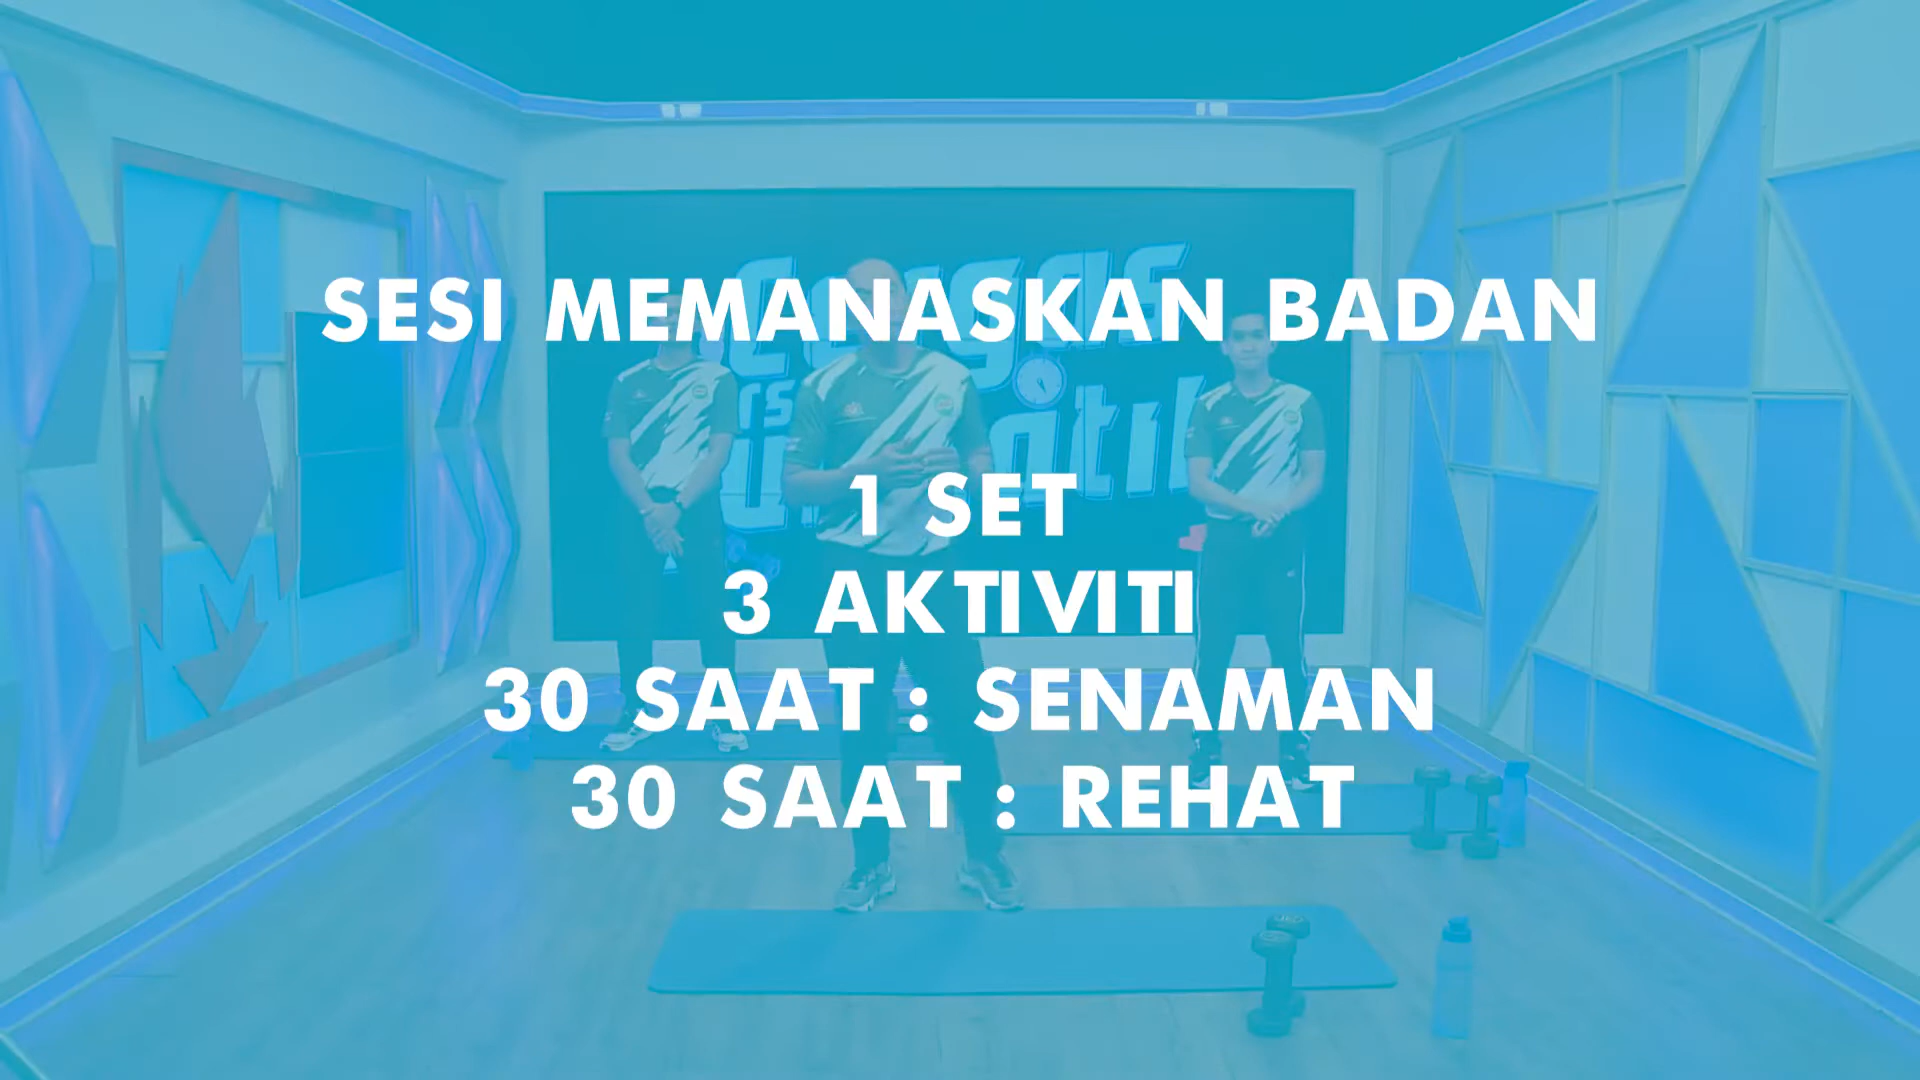 SESI MEMANASKAN BADAN
1 SET
3 AKTIVITI
30 SAAT : SENAMAN
30 SAAT : REHAT